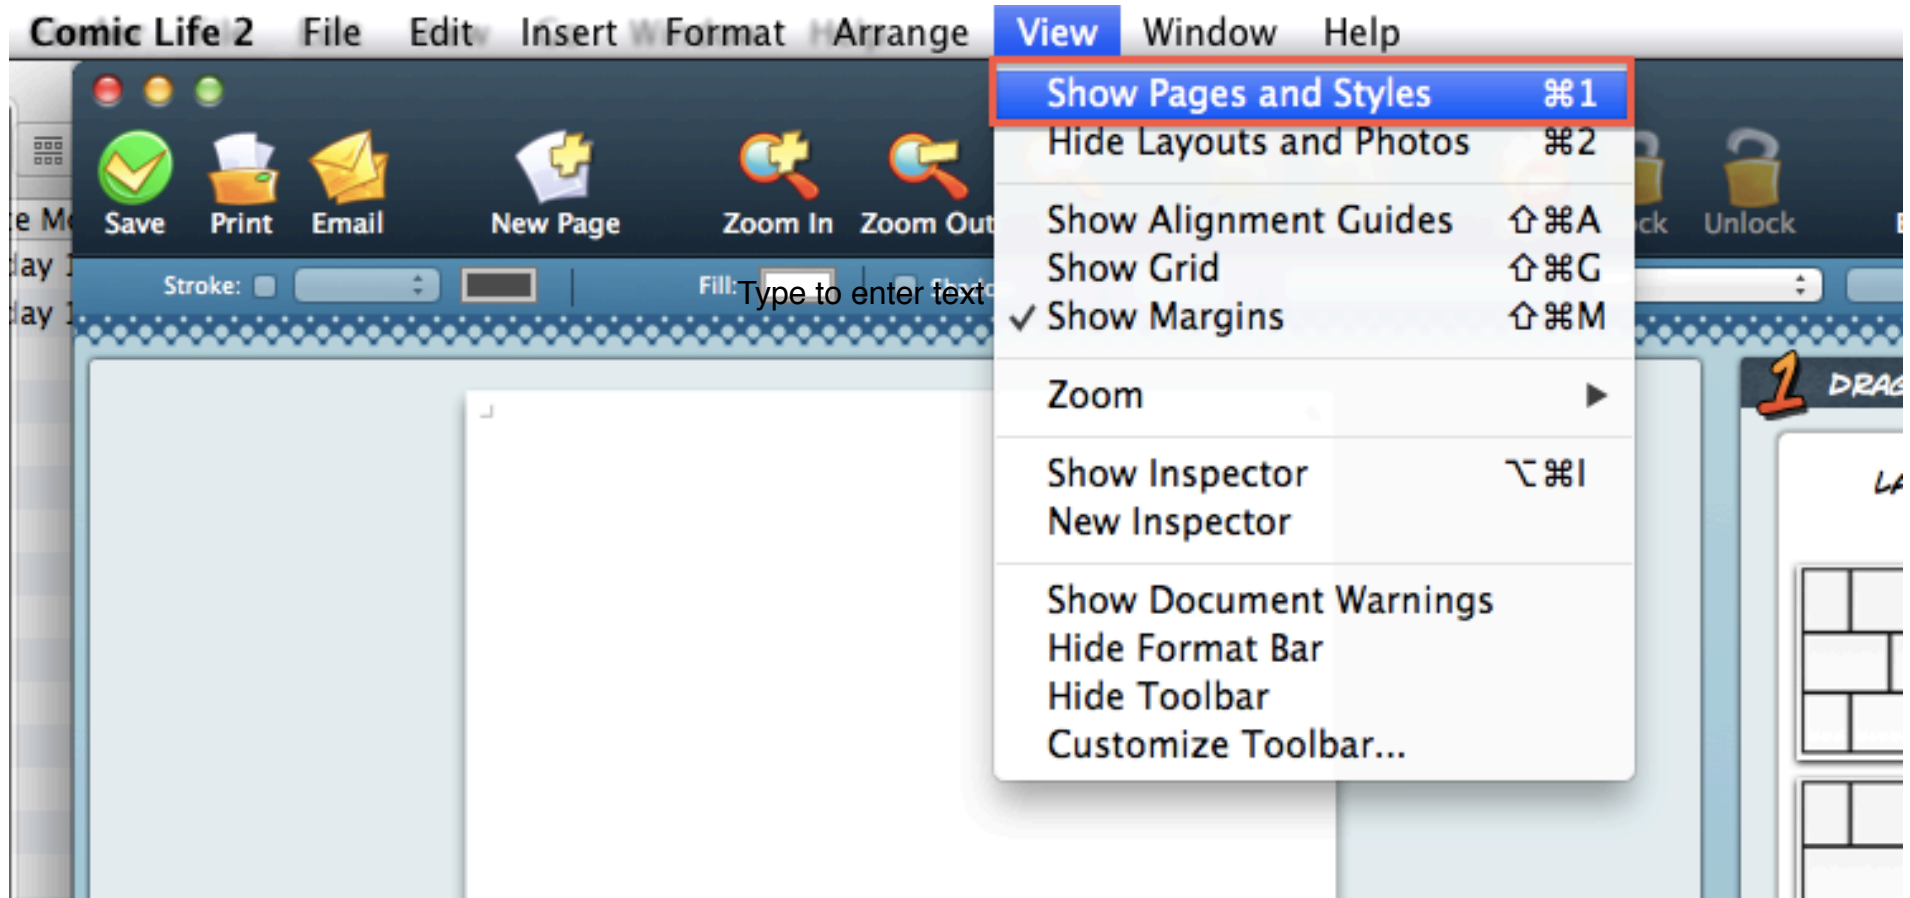 Comic Life 2 File Edit Insert Format Arrange View Window Help
Show Pages and Styles ⌘1
Hide Layouts and Photos ⌘2
Save Print Email New Page Zoom In Zoom Out Unlock
Show Alignment Guides ⇧⌘A
Show Grid ⇧⌘G
Stroke: Fill: Type to enter text
✓ Show Margins ⇧⌘M
Zoom ▶
1
Show Inspector ⌥⌘I
New Inspector
Show Document Warnings
Hide Format Bar
Hide Toolbar
Customize Toolbar...